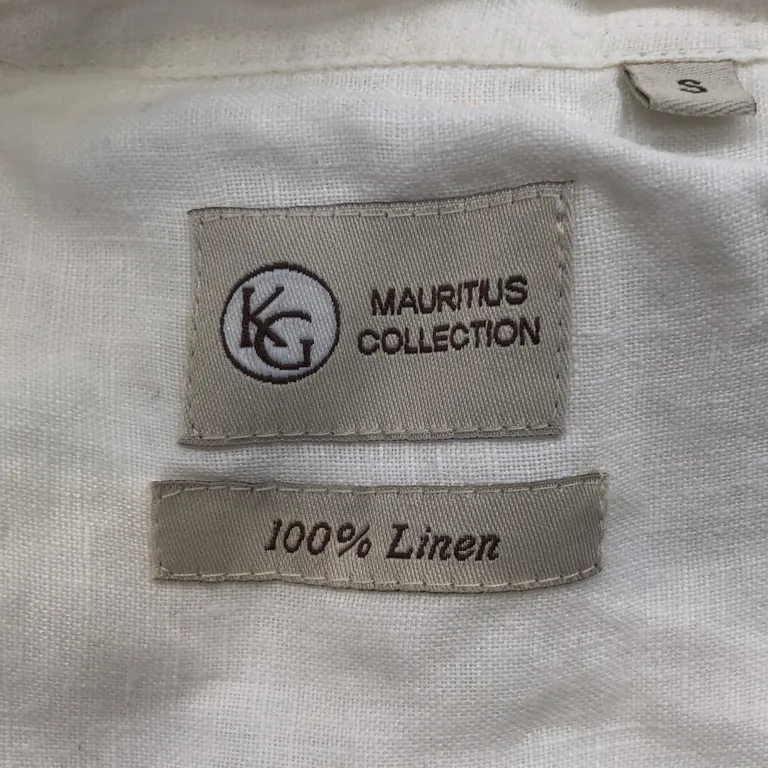 S
KG
MAURITIUS
COLLECTION
100% Linen